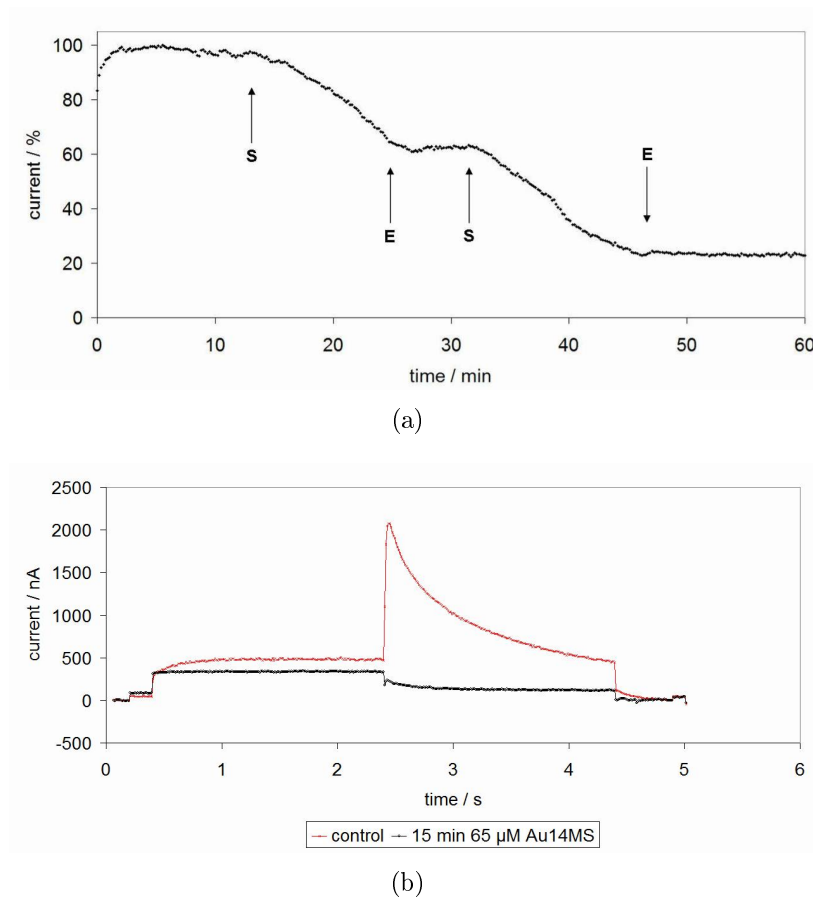 100
80
60
40
20
0
current / %
S
E
S
E
0 10 20 30 40 50 60
time / min
(a)
2500
2000
1500
1000
500
0
-500
current / nA
0 1 2 3 4 5 6
time / s
control 15 min 65 µM Au14MS
(b)